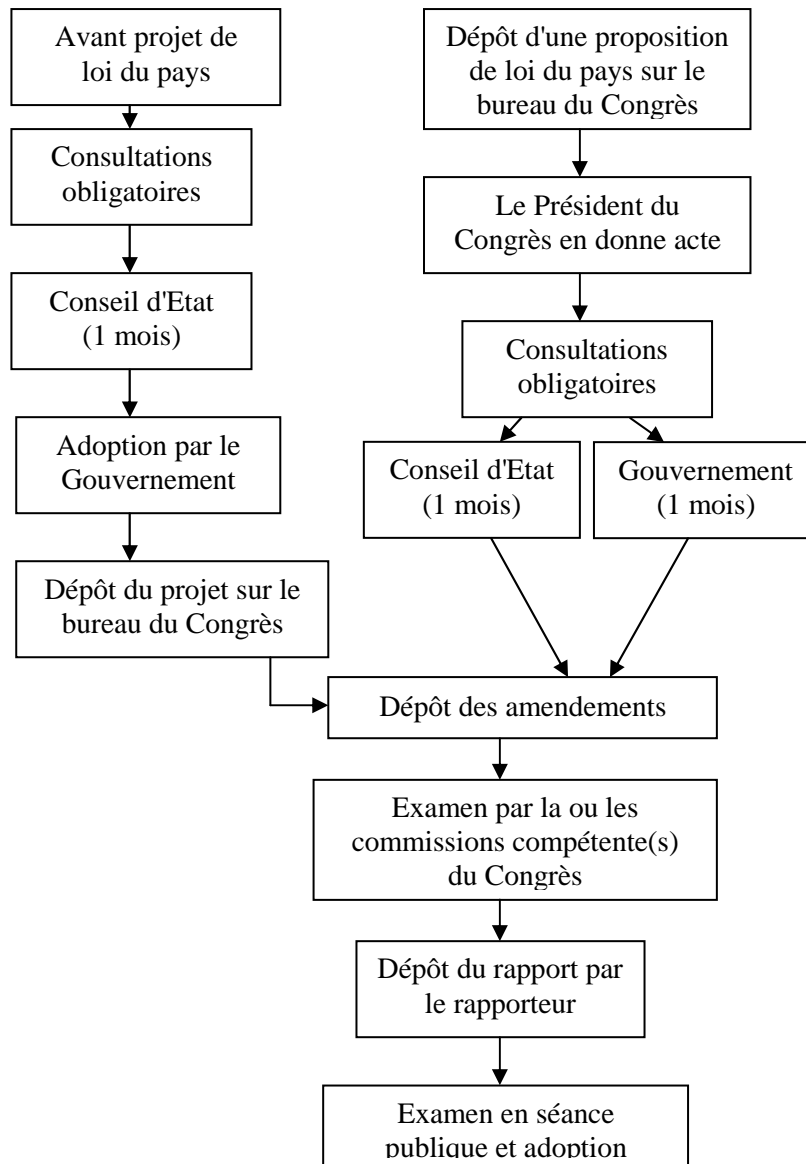 Avant projet de
loi du pays
Consultations
obligatoires
Conseil d'Etat
(1 mois)
Adoption par le
Gouvernement
Dépôt du projet sur le
bureau du Congrès
Dépôt d'une proposition
de loi du pays sur le
bureau du Congrès
Le Président du
Congrès en donne acte
Consultations
obligatoires
Conseil d'Etat
(1 mois)
Gouvernement
(1 mois)
Dépôt des amendements
Examen par la ou les
commissions compétente(s)
du Congrès
Dépôt du rapport par
le rapporteur
Examen en séance
publique et adoption